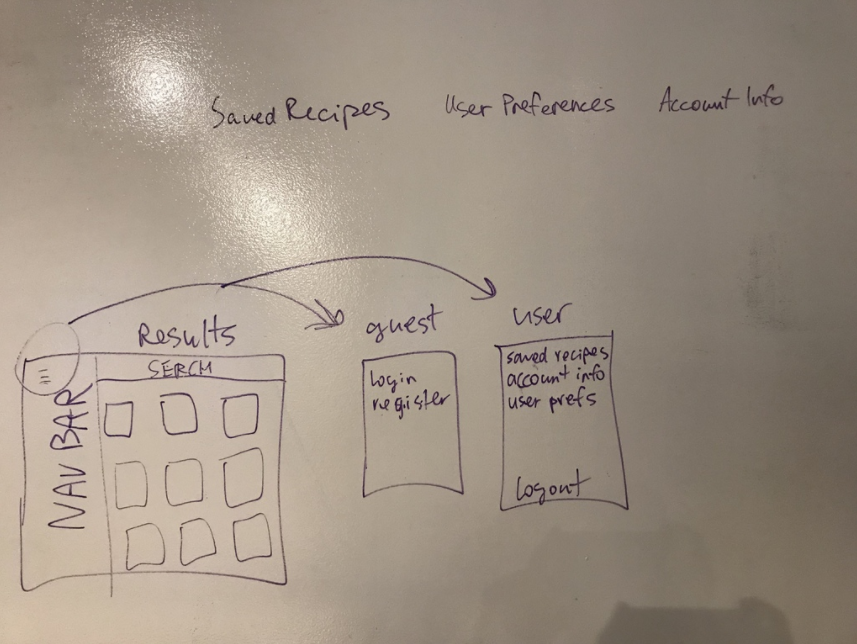 Saved Recipes
User Preferences
Account Info
Results
SERCH
NAV BAR
guest
login
register
user
saved recipes
account info
user prefs
logout